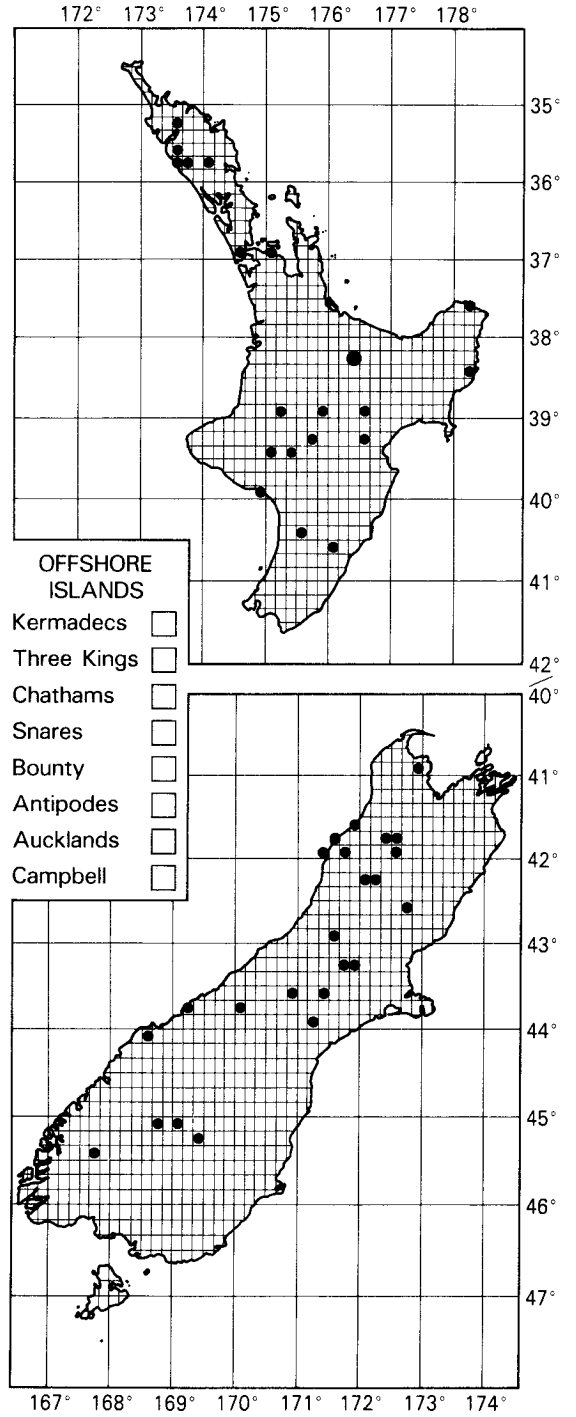 172° 173° 174° 175° 176° 177° 178°
35°
36°
37°
38°
39°
40°
41°
42°
OFFSHORE
ISLANDS
Kermadecs
Three Kings
Chathams
Snares
Bounty
Antipodes
Aucklands
Campbell
40°
41°
42°
43°
44°
45°
46°
47°
167° 168° 169° 170° 171° 172° 173° 174°